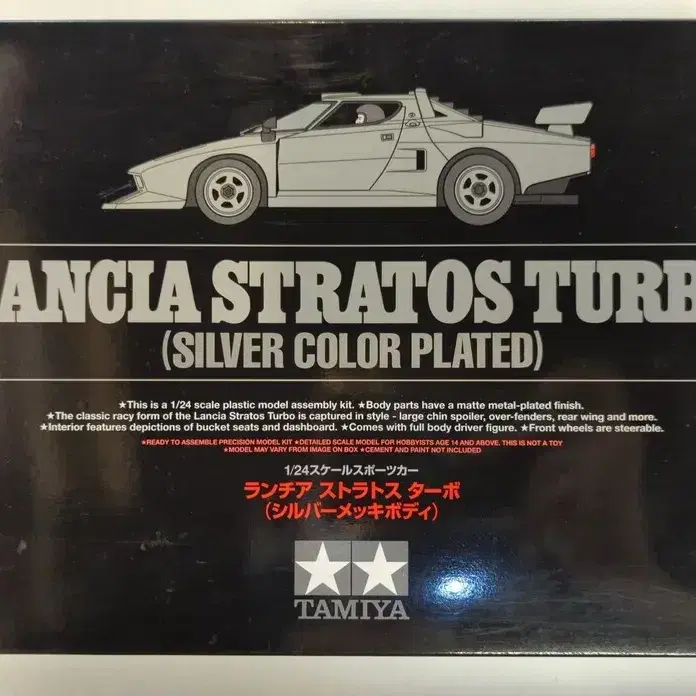 ANCIA STRATOS TURB
(SILVER COLOR PLATED)
★This is a 1/24 scale plastic model assembly kit. ★Body parts have a matte metal-plated finish.
★The classic racy form of the Lancia Stratos Turbo is captured in style - large chin spoiler, over-fenders, rear wing and more.
★Interior features depictions of bucket seats and dashboard. ★Comes with full body driver figure. ★Front wheels are steerable.
★READY TO ASSEMBLE PRECISION MODEL KIT ★DETAILED SCALE MODEL FOR HOBBYISTS AGE 14 AND ABOVE. THIS IS NOT A TOY
★MODEL MAY VARY FROM IMAGE ON BOX ★CEMENT AND PAINT NOT INCLUDED
1/24スケールスポーツカー
ランチア ストラトス ターボ
(シルバーメッキボディ)
TAMIYA